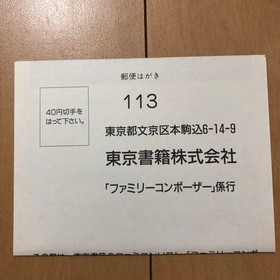 郵便はがき
40円切手を
はって下さい。
113
東京都文京区本駒込6-14-9
東京書籍株式会社
「ファミリーコンポーザー」係行